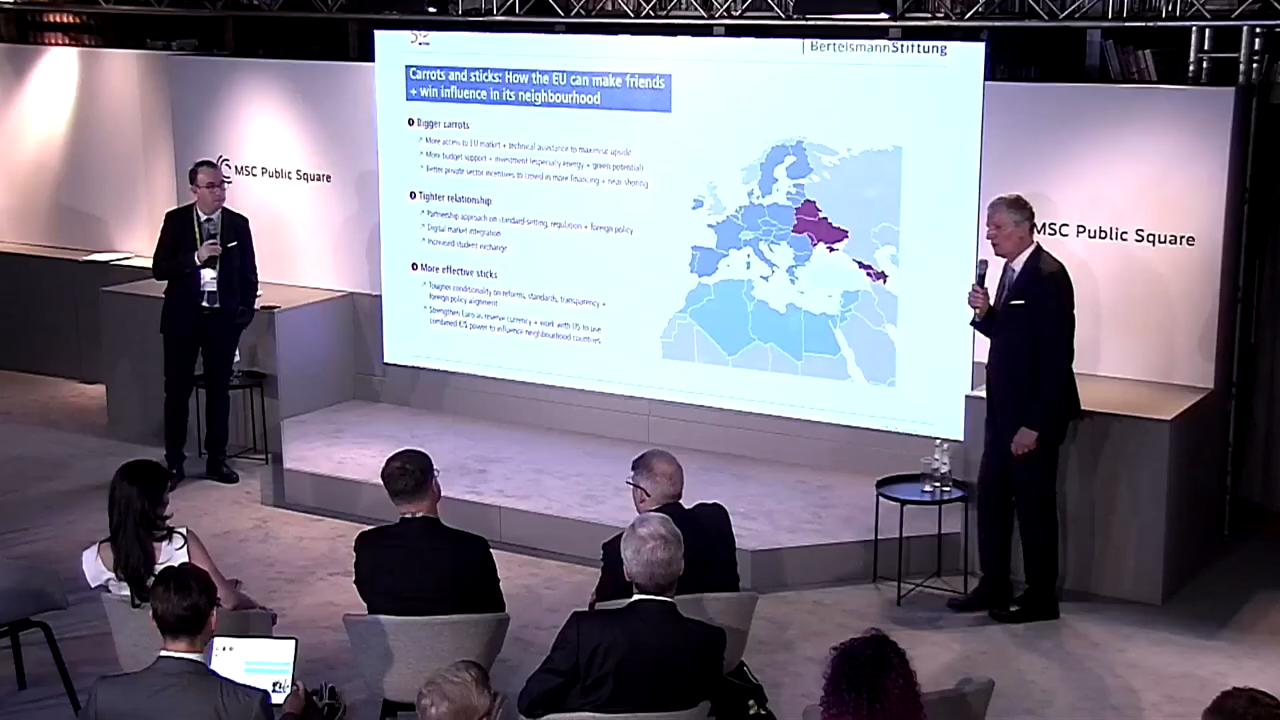 BertelsmannStiftung
Carrots and sticks: How the EU can make friends
+ win influence in its neighbourhood
Bigger carrots
More access to EU market + technical assistance to maximise upside
More budget support + investment (especially energy + green potential)
Better private sector incentives to crowd in more financing + near-shoring
Tighter relationship
Partnership approach on standard-setting, regulation + foreign policy
Digital market integration
Increased student exchange
More effective sticks
Tougher conditionality on reforms, standards, transparency +
foreign policy alignment
Strengthen Euro as reserve currency + work with US to use
combined €/$ power to influence neighbourhood countries
MSC Public Square
MSC Public Square